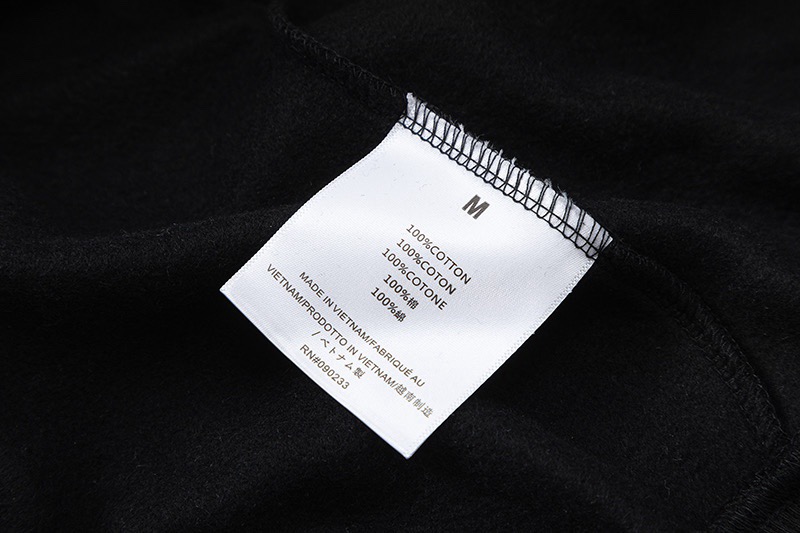 M
100%COTTON
100%COTON
100%COTONE
100%棉
100%綿
MADE IN VIETNAM/FABRIQUÉ AU
VIETNAM/PRODOTTO IN VIETNAM/越南制造
/ベトナム製
RN#090233